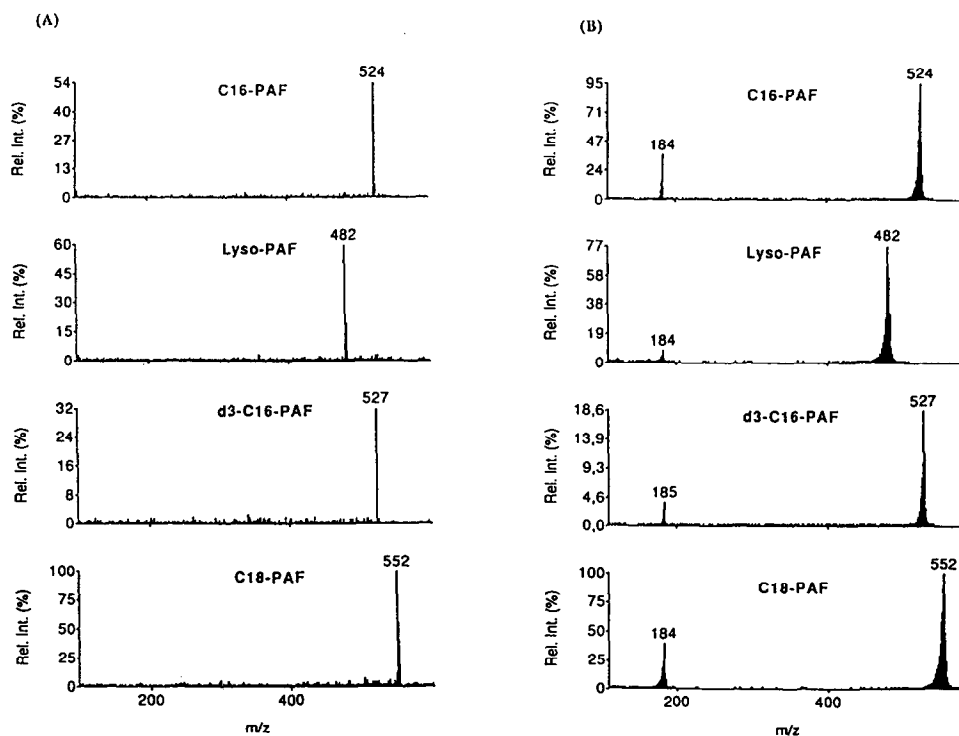 (A)
54
40
27
13
0
Rel. Int. (%)
C16-PAF
524
60
45
30
15
0
Rel. Int. (%)
Lyso-PAF
482
32
24
16
8
0
Rel. Int. (%)
d3-C16-PAF
527
100
75
50
25
0
Rel. Int. (%)
C18-PAF
552
200
400
m/z
(B)
95
71
47
24
0
Rel. Int. (%)
C16-PAF
184
524
77
58
38
19
0
Rel. Int. (%)
Lyso-PAF
184
482
18,6
13,9
9,3
4,6
0,0
Rel. Int. (%)
d3-C16-PAF
185
527
100
75
50
25
0
Rel. Int. (%)
C18-PAF
184
552
200
400
m/z